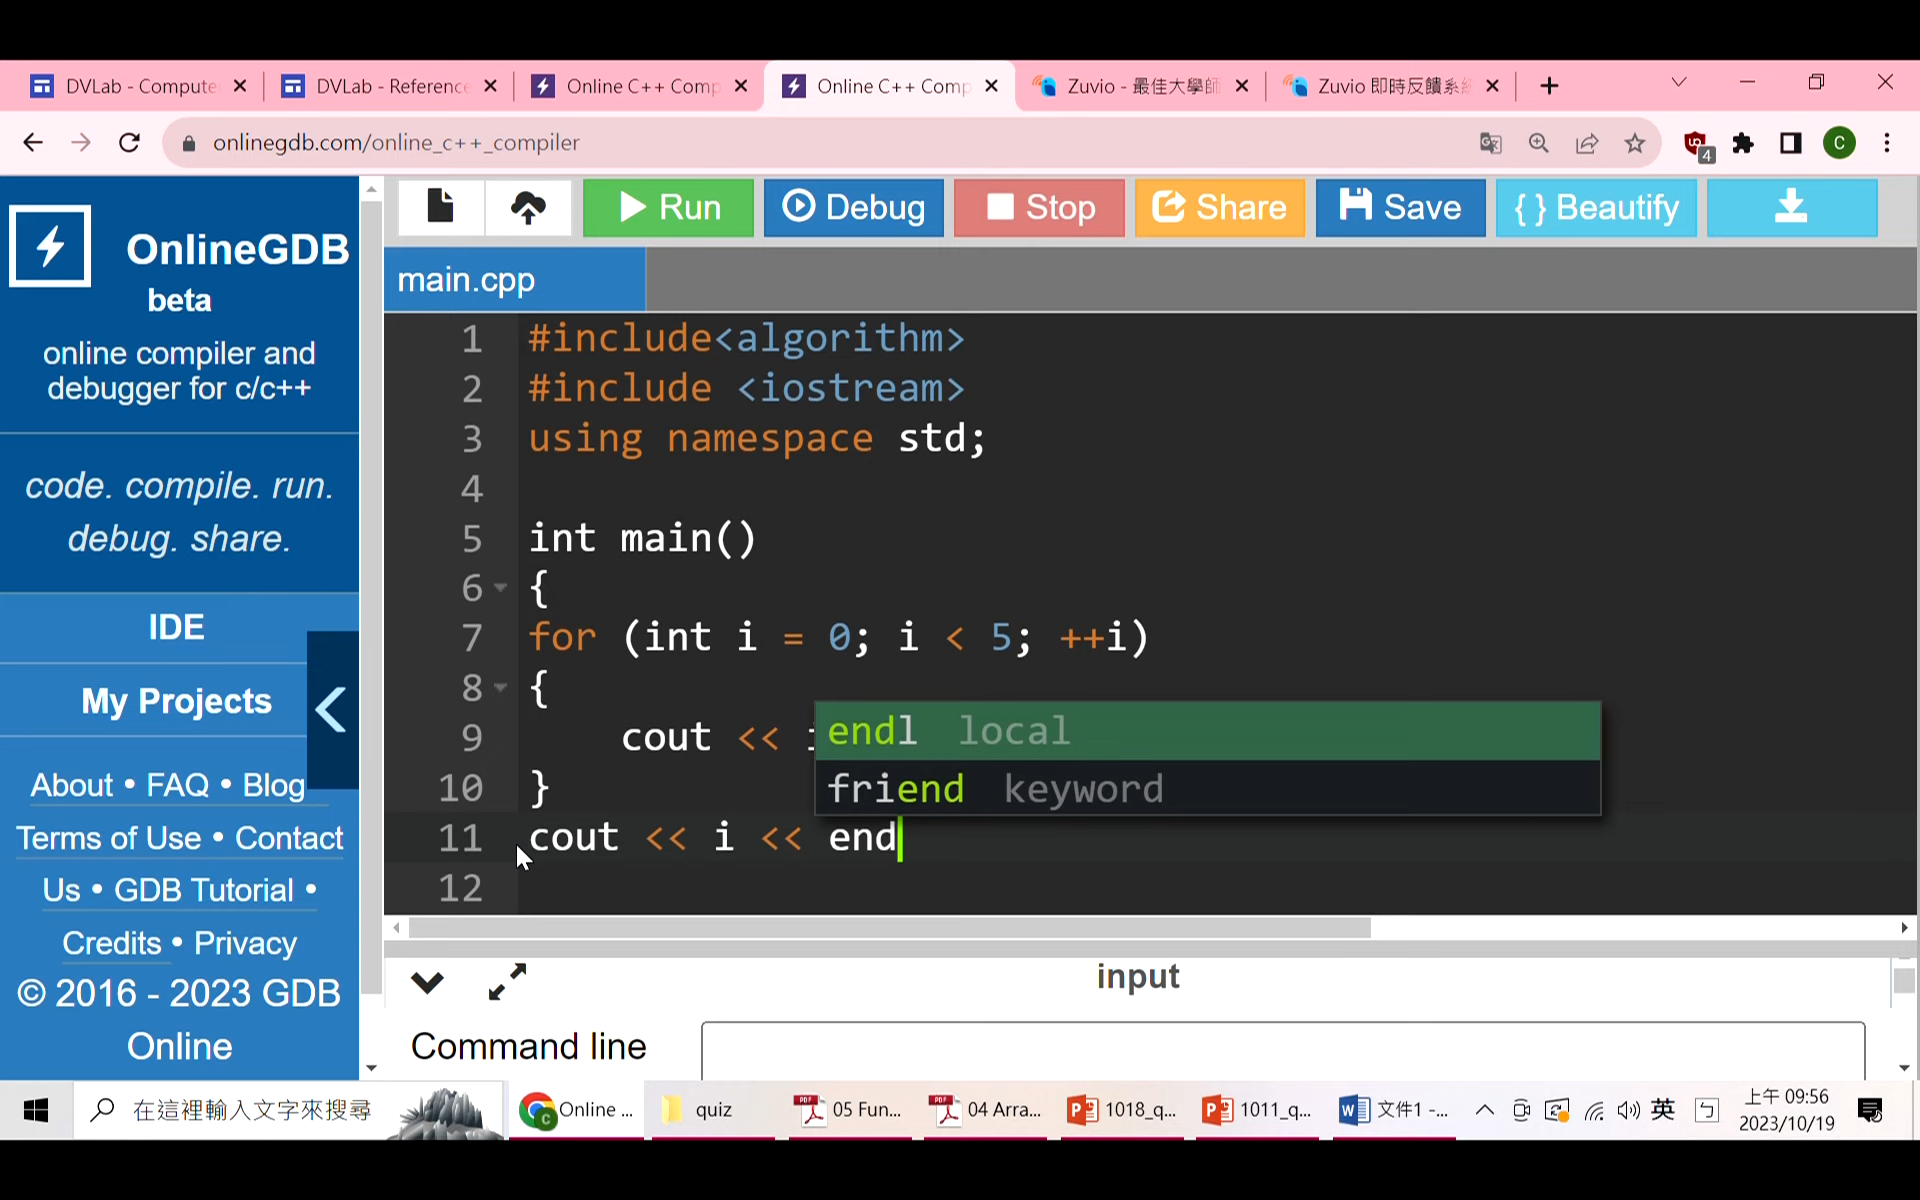 DVLab - Compute
DVLab - Reference
Online C++ Comp
Online C++ Comp
Zuvio - 最佳大學師
Zuvio 即時反饋系統
onlinegdb.com/online_c++_compiler
4
C
OnlineGDB
beta
online compiler and
debugger for c/c++
code. compile. run.
debug. share.
IDE
My Projects
About • FAQ • Blog
Terms of Use • Contact
Us • GDB Tutorial •
Credits • Privacy
© 2016 - 2023 GDB
Online
Run
Debug
Stop
Share
Save
{ } Beautify
main.cpp
1 #include<algorithm>
2 #include <iostream>
3 using namespace std;
4
5 int main()
6 {
7 for (int i = 0; i < 5; ++i)
8 {
9 cout << i
10 }
11 cout << i << end
12
endl local
friend keyword
input
Command line
在這裡輸入文字來搜尋
Online ...
quiz
05 Fun...
04 Arra...
1018_q...
1011_q...
文件1 -...
英
上午 09:56
2023/10/19